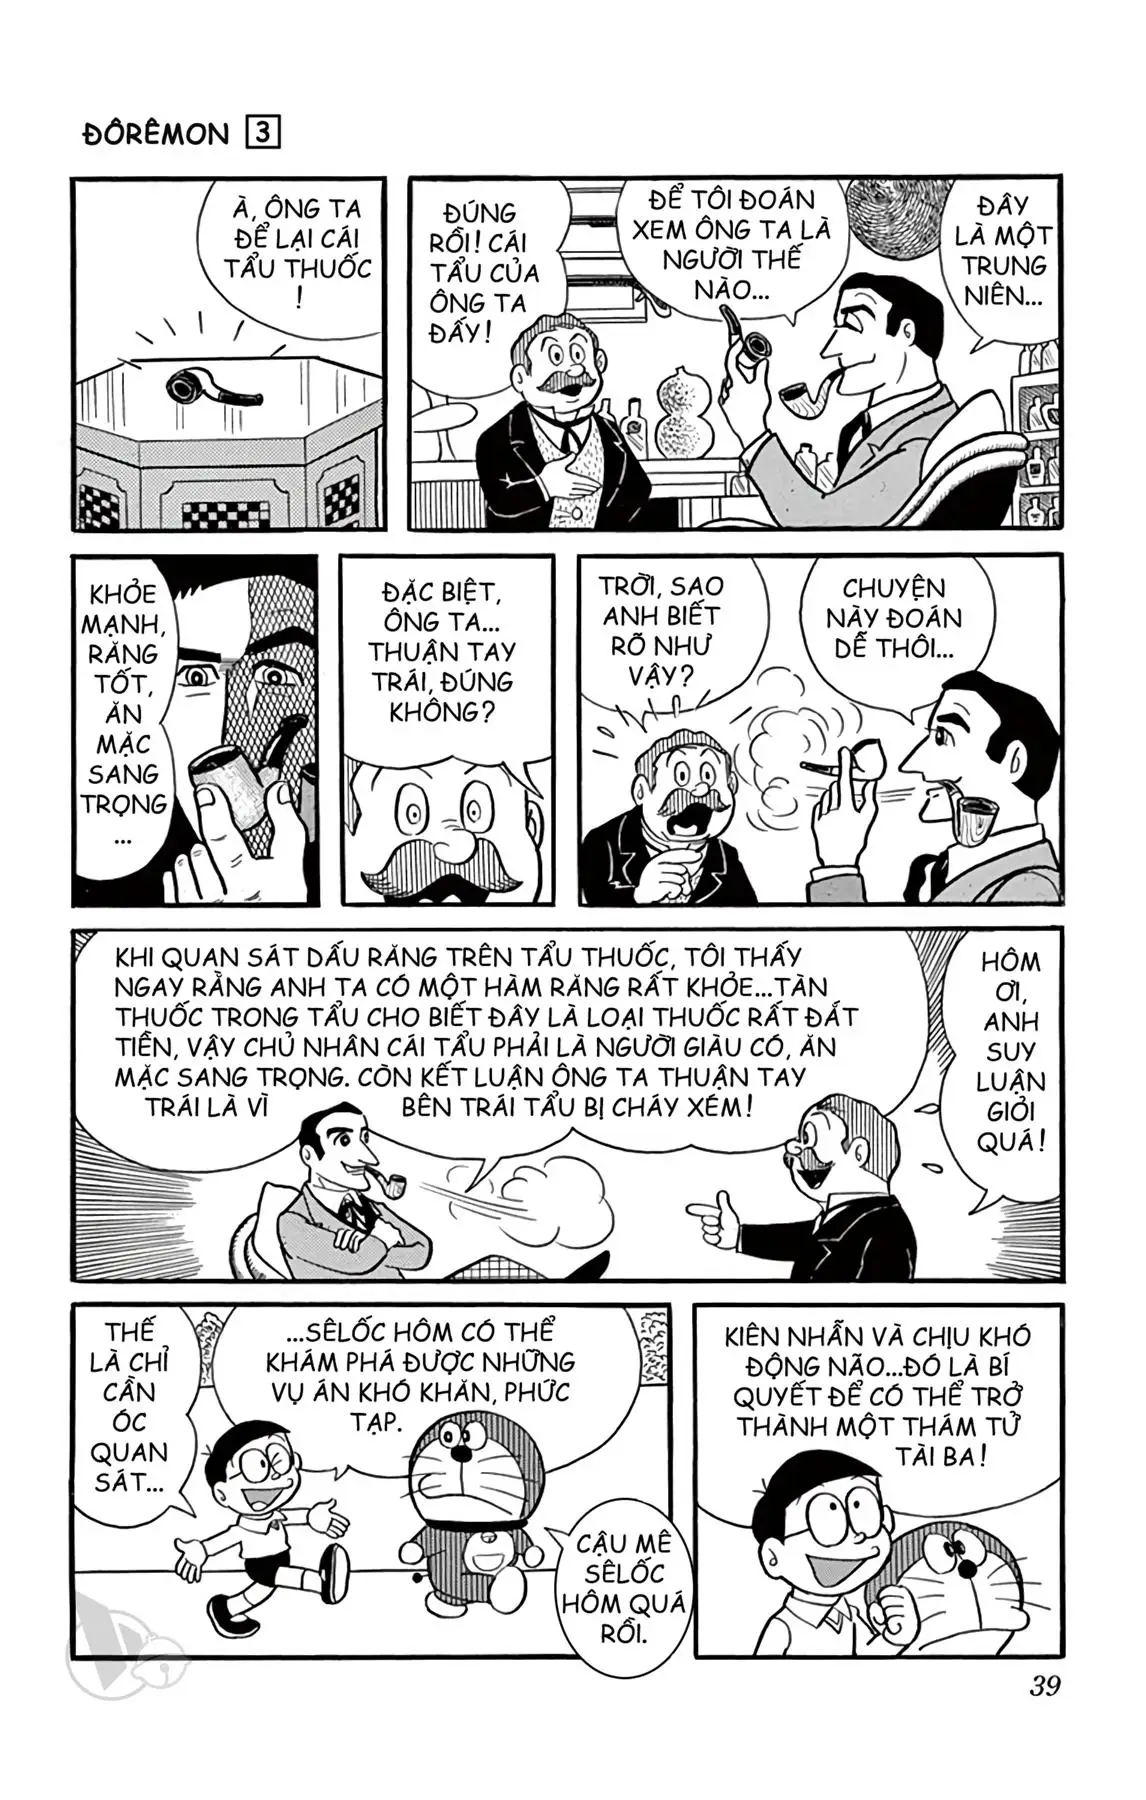 ĐÔRÊMON 3
À, ÔNG TA
ĐỂ LẠI CÁI
TẨU THUỐC
!
ĐÚNG
RỒI! CÁI
TẨU CỦA
ÔNG TA
ĐẤY!
ĐỂ TÔI ĐOÁN
XEM ÔNG TA LÀ
NGƯỜI THẾ
NÀO...
ĐÂY
LÀ MỘT
TRUNG
NIÊN...
KHỎE
MẠNH,
RĂNG
TỐT,
ĂN
MẶC
SANG
TRỌNG
...
ĐẶC BIỆT,
ÔNG TA...
THUẬN TAY
TRÁI, ĐÚNG
KHÔNG?
TRỜI, SAO
ANH BIẾT
RÕ NHƯ
VẬY?
CHUYỆN
NÀY ĐOÁN
DỄ THÔI...
KHI QUAN SÁT DẤU RĂNG TRÊN TẨU THUỐC, TÔI THẤY
NGAY RẰNG ANH TA CÓ MỘT HÀM RĂNG RẤT KHỎE...TÀN
THUỐC TRONG TẨU CHO BIẾT ĐÂY LÀ LOẠI THUỐC RẤT ĐẮT
TIỀN, VẬY CHỦ NHÂN CÁI TẨU PHẢI LÀ NGƯỜI GIÀU CÓ, ĂN
MẶC SANG TRỌNG. CÒN KẾT LUẬN ÔNG TA THUẬN TAY
TRÁI LÀ VÌ BÊN TRÁI TẨU BỊ CHÁY XÉM!
HÔM
ƠI,
ANH
SUY
LUẬN
GIỎI
QUÁ!
THẾ
LÀ CHỈ
CẦN
ÓC
QUAN
SÁT...
...SÊLỐC HÔM CÓ THỂ
KHÁM PHÁ ĐƯỢC NHỮNG
VỤ ÁN KHÓ KHĂN, PHỨC
TẠP.
CẬU MÊ
SÊLỐC
HÔM QUÁ
RỒI.
KIÊN NHẪN VÀ CHỊU KHÓ
ĐỘNG NÃO...ĐÓ LÀ BÍ
QUYẾT ĐỂ CÓ THỂ TRỞ
THÀNH MỘT THÁM TỬ
TÀI BA!
39